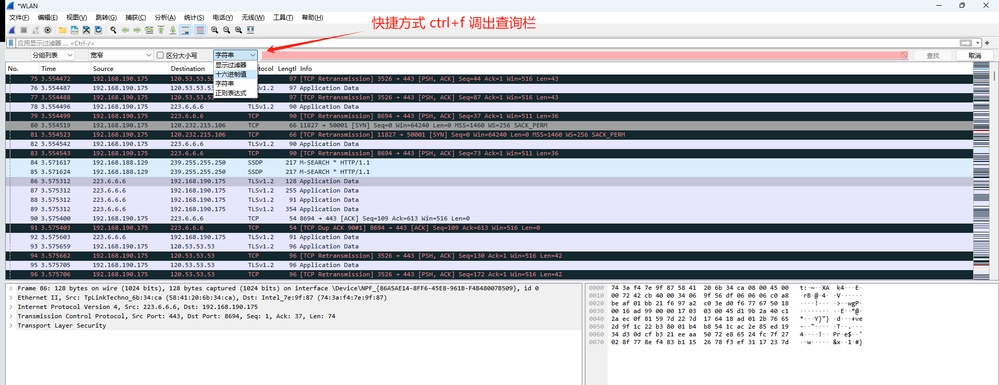 *WLAN
文件(F) 编辑(E) 视图(V) 跳转(G) 捕获(C) 分析(A) 统计(S) 电话(Y) 无线(W) 工具(T) 帮助(H)
快捷方式 ctrl+f 调出查询栏
应用显示过滤器 … <Ctrl-/>
分组列表 宽窄 区分大小写 字符串 查找 取消
显示过滤器
十六进制值
字符串
正则表达式
No. Time Source Destination tocol Lengtl Info
75 3.554472 192.168.190.175 120.53.53.53 97 [TCP Retransmission] 3526 → 443 [PSH, ACK] Seq=44 Ack=1 Win=516 Len=43
76 3.554487 192.168.190.175 120.53.53. sv1.2 97 Application Data
77 3.554488 192.168.190.175 120.53.53.5 97 [TCP Retransmission] 3526 → 443 [PSH, ACK] Seq=87 Ack=1 Win=516 Len=43
78 3.554496 192.168.190.175 223.6.6.6 TLSv1.2 90 Application Data
79 3.554499 192.168.190.175 223.6.6.6 TCP 90 [TCP Retransmission] 8694 → 443 [PSH, ACK] Seq=37 Ack=1 Win=511 Len=36
80 3.554519 192.168.190.175 120.232.215.106 TCP 66 11827 → 50001 [SYN] Seq=0 Win=64240 Len=0 MSS=1460 WS=256 SACK_PERM
81 3.554523 192.168.190.175 120.232.215.106 TCP 66 [TCP Retransmission] 11827 → 50001 [SYN] Seq=0 Win=64240 Len=0 MSS=1460 WS=256 SACK_PERM
82 3.554542 192.168.190.175 223.6.6.6 TLSv1.2 90 Application Data
83 3.554543 192.168.190.175 223.6.6.6 TCP 90 [TCP Retransmission] 8694 → 443 [PSH, ACK] Seq=73 Ack=1 Win=511 Len=36
84 3.571617 192.168.188.129 239.255.255.250 SSDP 217 M-SEARCH * HTTP/1.1
85 3.571624 192.168.188.129 239.255.255.250 SSDP 217 M-SEARCH * HTTP/1.1
86 3.575312 223.6.6.6 192.168.190.175 TLSv1.2 128 Application Data
87 3.575312 223.6.6.6 192.168.190.175 TLSv1.2 255 Application Data
88 3.575312 223.6.6.6 192.168.190.175 TLSv1.2 91 Application Data
89 3.575312 223.6.6.6 192.168.190.175 TLSv1.2 354 Application Data
90 3.575400 192.168.190.175 223.6.6.6 TCP 54 8694 → 443 [ACK] Seq=109 Ack=613 Win=516 Len=0
91 3.575403 192.168.190.175 223.6.6.6 TCP 54 [TCP Dup ACK 90#1] 8694 → 443 [ACK] Seq=109 Ack=613 Win=516 Len=0
92 3.575603 223.6.6.6 192.168.190.175 TLSv1.2 91 Application Data
93 3.575659 192.168.190.175 120.53.53.53 TLSv1.2 96 Application Data
94 3.575662 192.168.190.175 120.53.53.53 TCP 96 [TCP Retransmission] 3526 → 443 [PSH, ACK] Seq=130 Ack=1 Win=516 Len=42
95 3.575705 192.168.190.175 120.53.53.53 TLSv1.2 96 Application Data
96 3.575706 192.168.190.175 120.53.53.53 TCP 96 [TCP Retransmission] 3526 → 443 [PSH, ACK] Seq=172 Ack=1 Win=516 Len=42
Frame 86: 128 bytes on wire (1024 bits), 128 bytes captured (1024 bits) on interface \Device\NPF_{86A5AE14-8FF6-45E8-961B-F4B48007B509}, id 0
Ethernet II, Src: TpLinkTechno_6b:34:ca (58:41:20:6b:34:ca), Dst: Intel_7e:9f:87 (74:3a:f4:7e:9f:87)
Internet Protocol Version 4, Src: 223.6.6.6, Dst: 192.168.190.175
Transmission Control Protocol, Src Port: 443, Dst Port: 8694, Seq: 1, Ack: 37, Len: 74
Transport Layer Security
0000 74 3a f4 7e 9f 87 58 41 20 6b 34 ca 08 00 45 00 t:·~··XA k4···E·
0010 00 72 42 cb 40 00 34 06 9f 56 df 06 06 06 c0 a8 ·rB·@·4· ·V······
0020 be af 01 bb 21 f6 97 a2 c0 3e d0 f6 77 67 50 18 ····!··· ·>··wgP·
0030 00 16 ad 99 00 00 17 03 03 00 45 d1 9b 2a 40 c1 ········ ··E··*@·
0040 2a ec 0f 81 59 7d 22 7d 17 64 18 ad 01 2b 76 65 *···Y}"} ·d···+ve
0050 2d 9f 1c 22 b3 80 01 b4 b8 54 1c ac 2e 85 ed 19 -··"···· ·T··.···
0060 34 d3 0d cf b3 21 ee aa 50 72 e8 65 24 fc 7f 27 4····!·· Pr·e$··'
0070 02 8f 77 8e f4 83 b1 15 26 78 f3 ef 31 17 23 7d ··w····· &x··1·#}